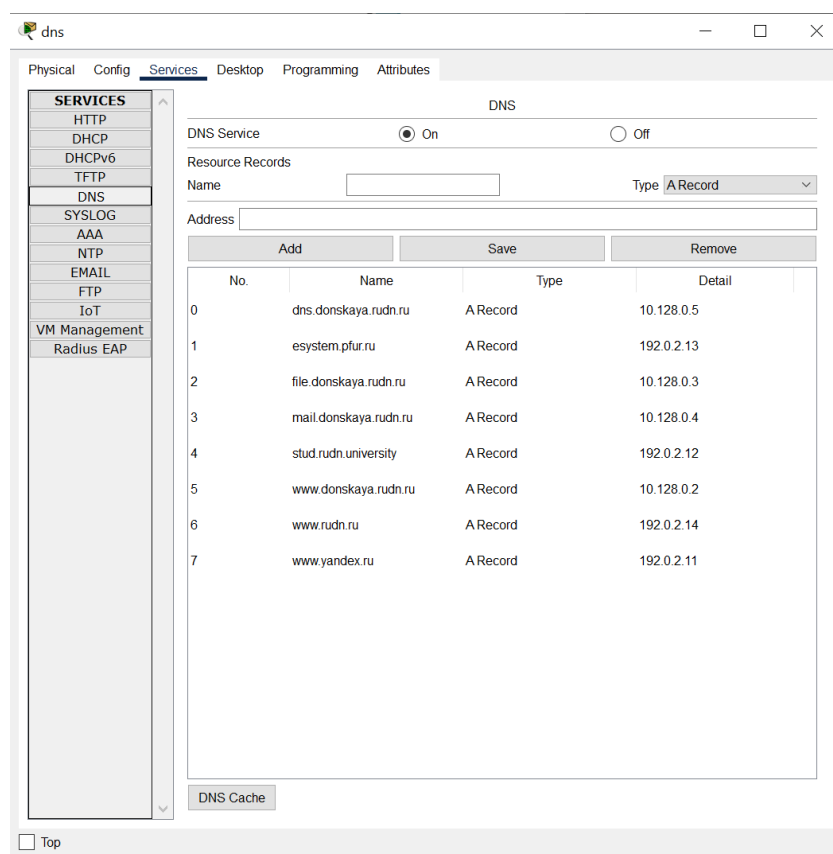 dns
Physical Config Services Desktop Programming Attributes
SERVICES
HTTP
DHCP
DHCPv6
TFTP
DNS
SYSLOG
AAA
NTP
EMAIL
FTP
IoT
VM Management
Radius EAP
DNS
DNS Service On Off
Resource Records
Name Type A Record
Address
Add Save Remove
No. Name Type Detail
0 dns.donskaya.rudn.ru A Record 10.128.0.5
1 esystem.pfur.ru A Record 192.0.2.13
2 file.donskaya.rudn.ru A Record 10.128.0.3
3 mail.donskaya.rudn.ru A Record 10.128.0.4
4 stud.rudn.university A Record 192.0.2.12
5 www.donskaya.rudn.ru A Record 10.128.0.2
6 www.rudn.ru A Record 192.0.2.14
7 www.yandex.ru A Record 192.0.2.11
DNS Cache
Top